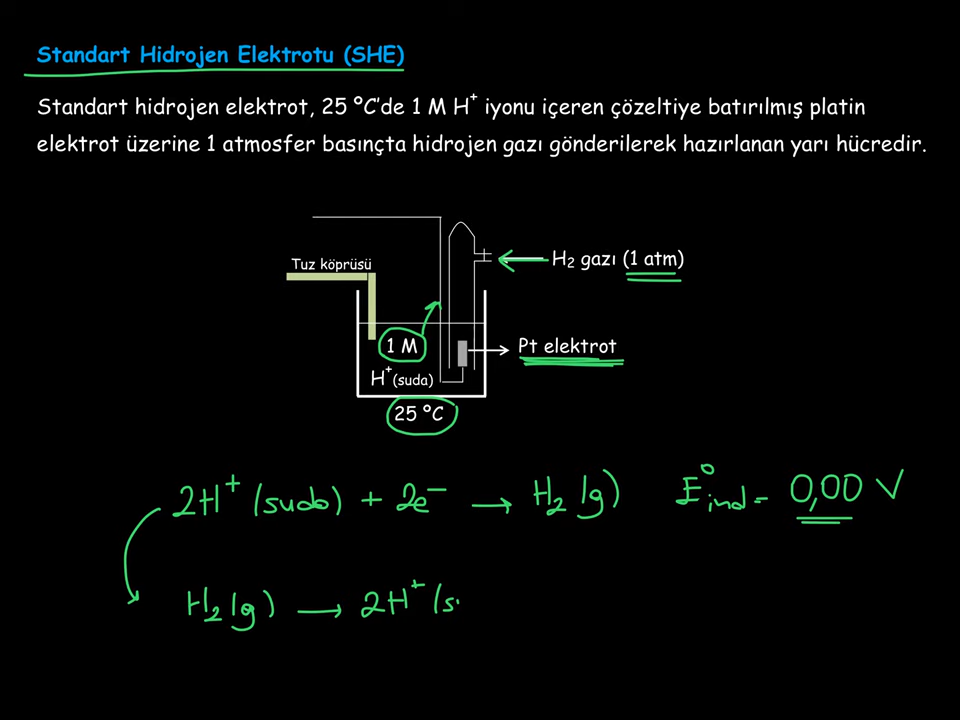 Standart Hidrojen Elektrotu (SHE)
Standart hidrojen elektrot, 25 °C'de 1 M H⁺ iyonu içeren çözeltiye batırılmış platin
elektrot üzerine 1 atmosfer basınçta hidrojen gazı gönderilerek hazırlanan yarı hücredir.
Tuz köprüsü
H₂ gazı (1 atm)
1 M
Pt elektrot
H⁺(suda)
25 °C
2H⁺ (suda) + 2e⁻ → H₂ (g) E°ind = 0,00 V
H₂ (g) → 2H⁺ (s